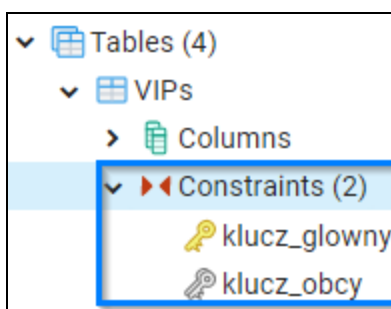 Tables (4)
VIPs
Columns
Constraints (2)
klucz_glowny
klucz_obcy